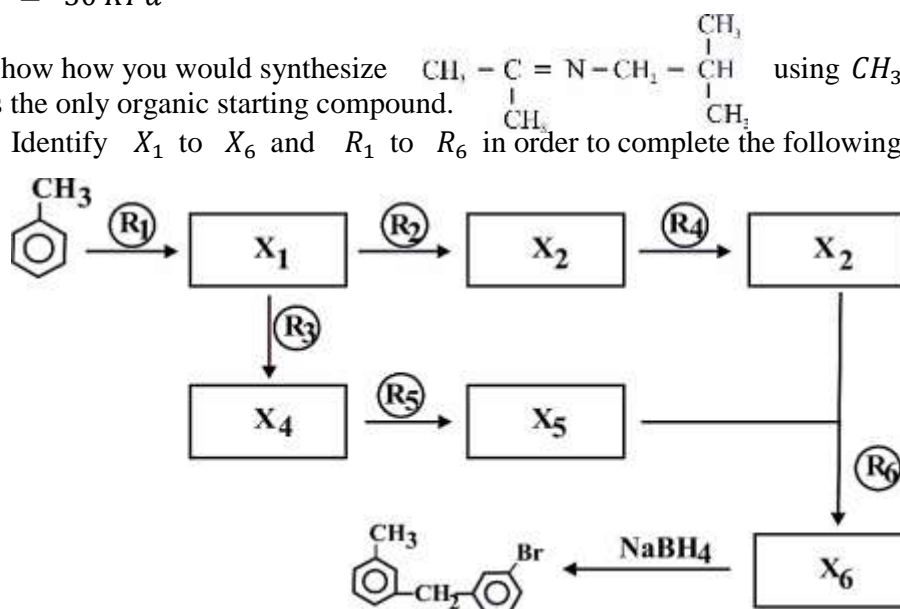 = 30 kPa
how how you would synthesize CH₃ – C = N – CH₂ – CH using CH₃
CH₃
CH₃
CH₃
s the only organic starting compound.
Identify X₁ to X₆ and R₁ to R₆ in order to complete the following
CH₃
R₁ X₁ R₂ X₂ R₄ X₂
R₃
X₄ R₅ X₅
R₆
CH₃ Br NaBH₄ X₆
CH₂